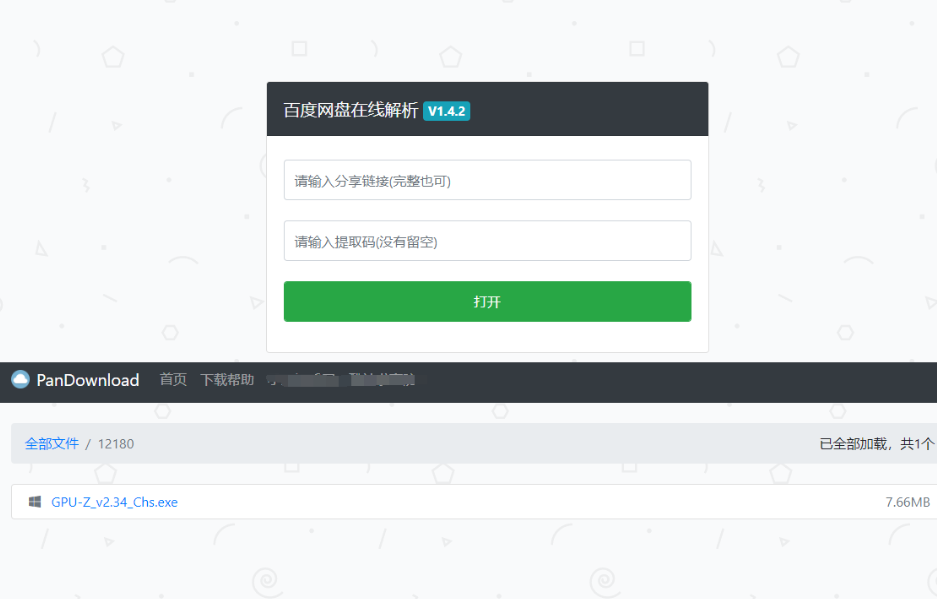 百度网盘在线解析 V1.4.2
请输入分享链接(完整也可)
请输入提取码(没有留空)
打开
PanDownload 首页 下载帮助
全部文件 / 12180 已全部加载，共1个
GPU-Z_v2.34_Chs.exe 7.66MB